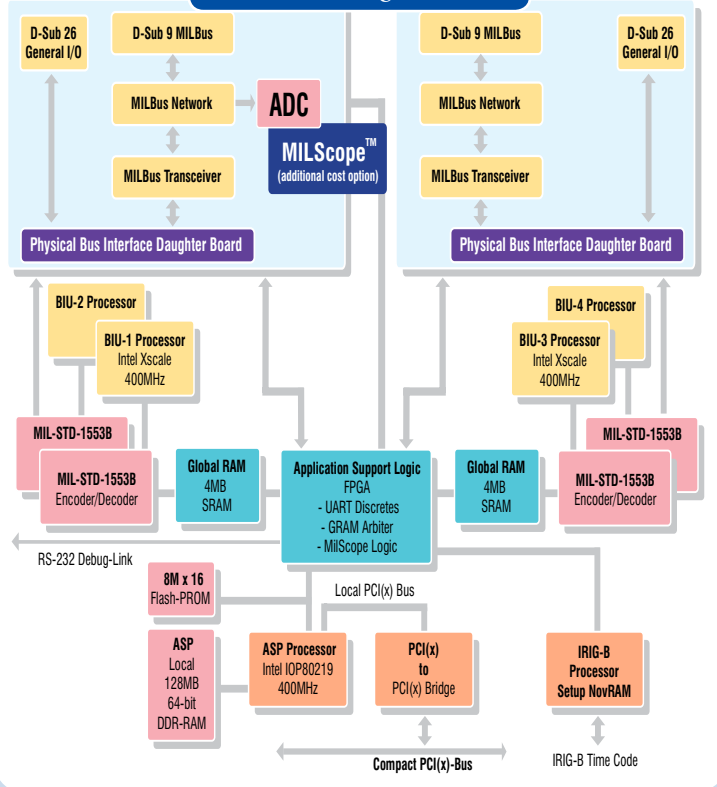 D-Sub 26
General I/O
D-Sub 9 MILBus
MILBus Network
ADC
MILScope™
(additional cost option)
MILBus Transceiver
Physical Bus Interface Daughter Board
D-Sub 9 MILBus
D-Sub 26
General I/O
MILBus Network
MILBus Transceiver
Physical Bus Interface Daughter Board
BIU-2 Processor
BIU-1 Processor
Intel Xscale
400MHz
BIU-4 Processor
BIU-3 Processor
Intel Xscale
400MHz
MIL-STD-1553B
MIL-STD-1553B
Encoder/Decoder
Global RAM
4MB
SRAM
Application Support Logic
FPGA
- UART Discretes
- GRAM Arbiter
- MilScope Logic
Global RAM
4MB
SRAM
MIL-STD-1553B
MIL-STD-1553B
Encoder/Decoder
RS-232 Debug-Link
8M x 16
Flash-PROM
Local PCI(x) Bus
ASP
Local
128MB
64-bit
DDR-RAM
ASP Processor
Intel IOP80219
400MHz
PCI(x)
to
PCI(x) Bridge
IRIG-B
Processor
Setup NovRAM
Compact PCI(x)-Bus
IRIG-B Time Code